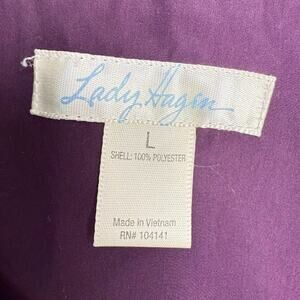 Lady Hagen
L
SHELL: 100% POLYESTER
Made in Vietnam
RN# 104141